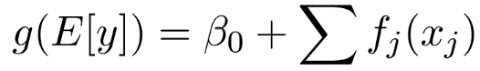 g(E[y]) = β₀ + ∑ fⱼ(xⱼ)